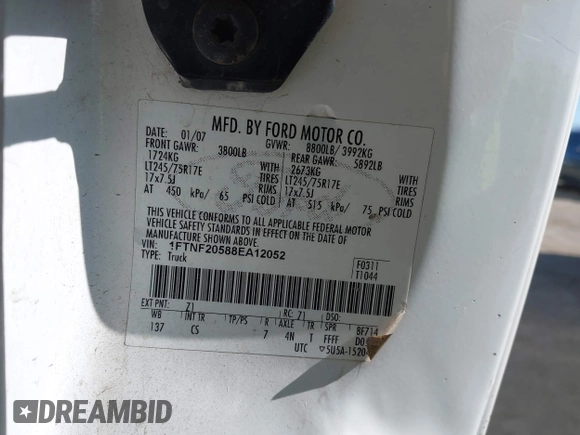 MFD. BY FORD MOTOR CO.
DATE: 01/07 GVWR: 8800LB/ 3992KG
FRONT GAWR: 3800LB REAR GAWR: 5892LB
1724KG WITH 2673KG WITH
LT245/75R17E TIRES LT245/75R17E TIRES
17x7.5J RIMS 17x7.5J RIMS
AT 450 kPa/ 65 PSI COLD AT 515 kPa/ 75 PSI COLD
THIS VEHICLE CONFORMS TO ALL APPLICABLE FEDERAL MOTOR
VEHICLE SAFETY STANDARDS IN EFFECT ON THE DATE OF
MANUFACTURE SHOWN ABOVE.
VIN: 1FTNF20588EA12052
TYPE: Truck
F0311
T1044
EXT PNT: Z1 RC: 71 DSO:
WB INT TR TP/PS R AXLE TR SPR BF714
137 CS 7 4N T FFFF
UTC 5U5A-1520
DREAMBID